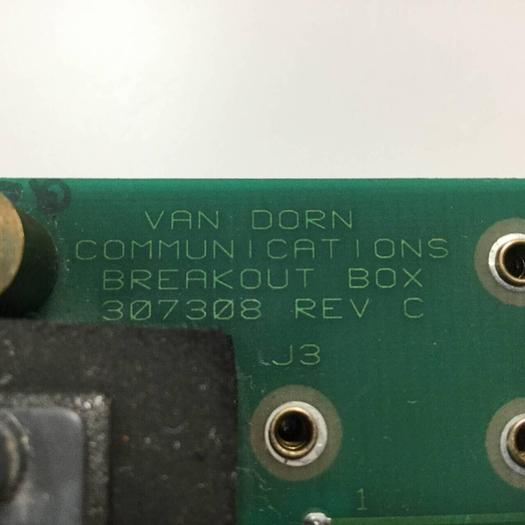 VAN DORN
COMMUNICATIONS
BREAKOUT BOX
307308 REV C
J3
1